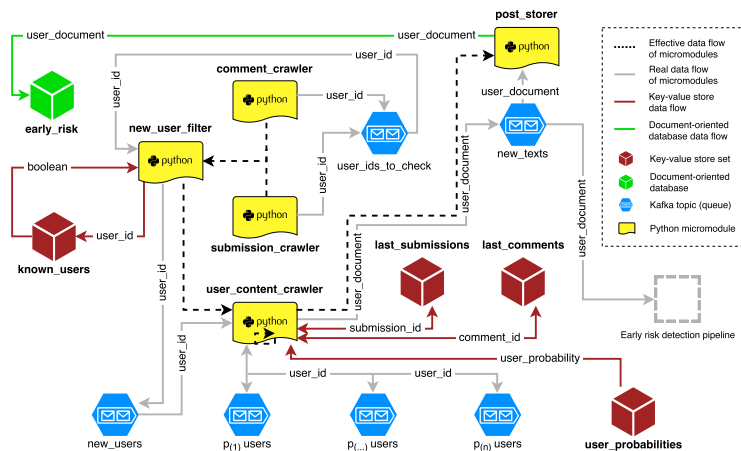 post_storer
user_document
user_document
python
user_id
comment_crawler
python
user_id
user_document
early_risk
new_user_filter
user_id
python
user_id
user_ids_to_check
new_texts
boolean
python
user_id
known_users
submission_crawler
user_document
user_document
user_document
last_submissions
last_comments
user_id
user_content_crawler
python
submission_id
comment_id
user_id
user_probability
Early risk detection pipeline
user_id
user_id
new_users
p(1) users
p(...) users
p(n) users
user_probabilities
Effective data flow
of micromodules
Real data flow
of micromodules
Key-value store
data flow
Document-oriented
database data flow
Key-value store set
Document-oriented
database
Kafka topic (queue)
Python micromodule